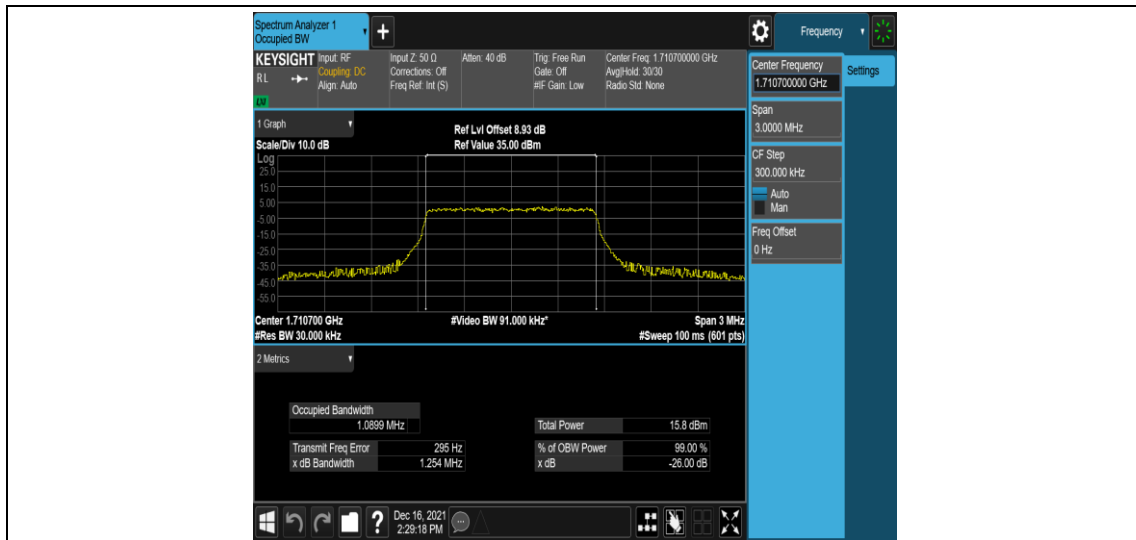 Spectrum Analyzer 1
Occupied BW
+
Frequency
KEYSIGHT Input: RF
RL
Coupling: DC
Align: Auto
LXI
Input Z: 50 Ω
Corrections: Off
Freq Ref: Int (S)
Atten: 40 dB
Trig: Free Run
Gate: Off
#IF Gain: Low
Center Freq: 1.710700000 GHz
Avg|Hold: 30/30
Radio Std: None
Center Frequency
1.710700000 GHz
Settings
Span
3.0000 MHz
CF Step
300.000 kHz
Auto
Man
Freq Offset
0 Hz
1 Graph
Scale/Div 10.0 dB
Ref Lvl Offset 8.93 dB
Ref Value 35.00 dBm
Log
25.0
15.0
5.00
-5.00
-15.0
-25.0
-35.0
-45.0
-55.0
Center 1.710700 GHz
#Res BW 30.000 kHz
#Video BW 91.000 kHz*
Span 3 MHz
#Sweep 100 ms (601 pts)
2 Metrics
Occupied Bandwidth
1.0899 MHz
Total Power 15.8 dBm
Transmit Freq Error 295 Hz
% of OBW Power 99.00 %
x dB Bandwidth 1.254 MHz
x dB -26.00 dB
?
Dec 16, 2021
2:29:18 PM